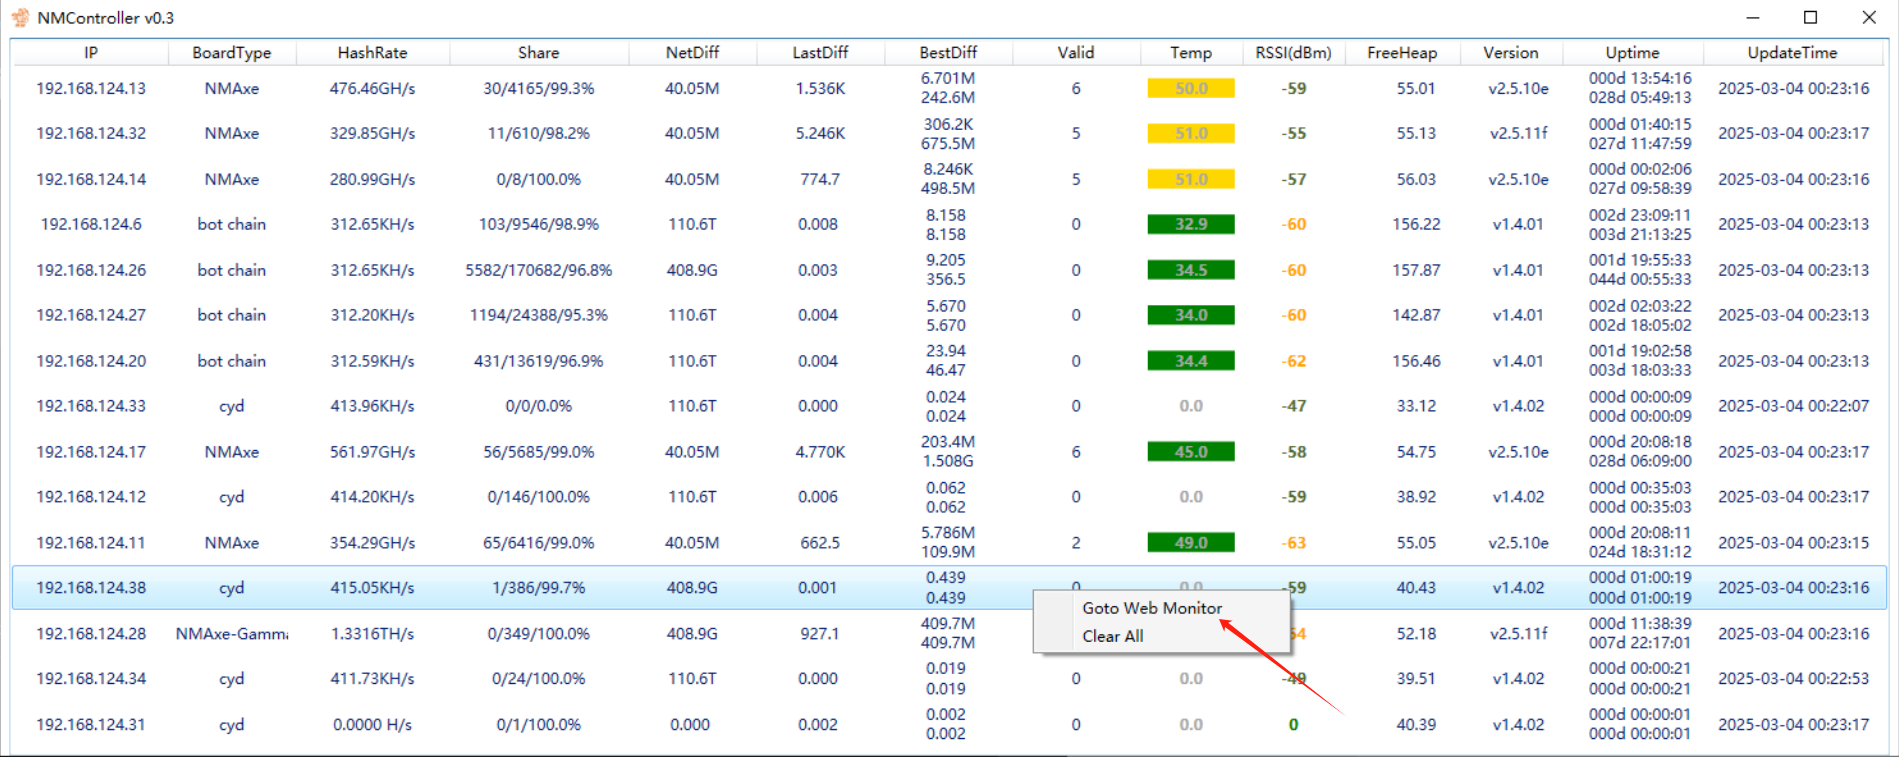 NMController v0.3
IP BoardType HashRate Share NetDiff LastDiff BestDiff Valid Temp RSSI(dBm) FreeHeap Version Uptime UpdateTime
192.168.124.13 NMAxe 476.46GH/s 30/4165/99.3% 40.05M 1.536K 6.701M 242.6M 6 50.0 -59 55.01 v2.5.10e 000d 13:54:16 028d 05:49:13 2025-03-04 00:23:16
192.168.124.32 NMAxe 329.85GH/s 11/610/98.2% 40.05M 5.246K 306.2K 675.5M 5 51.0 -55 55.13 v2.5.11f 000d 01:40:15 027d 11:47:59 2025-03-04 00:23:17
192.168.124.14 NMAxe 280.99GH/s 0/8/100.0% 40.05M 774.7 8.246K 498.5M 5 51.0 -57 56.03 v2.5.10e 000d 00:02:06 027d 09:58:39 2025-03-04 00:23:16
192.168.124.6 bot chain 312.65KH/s 103/9546/98.9% 110.6T 0.008 8.158 8.158 0 32.9 -60 156.22 v1.4.01 002d 23:09:11 003d 21:13:25 2025-03-04 00:23:13
192.168.124.26 bot chain 312.65KH/s 5582/170682/96.8% 408.9G 0.003 9.205 356.5 0 34.5 -60 157.87 v1.4.01 001d 19:55:33 044d 00:55:33 2025-03-04 00:23:13
192.168.124.27 bot chain 312.20KH/s 1194/24388/95.3% 110.6T 0.004 5.670 5.670 0 34.0 -60 142.87 v1.4.01 002d 02:03:22 002d 18:05:02 2025-03-04 00:23:13
192.168.124.20 bot chain 312.59KH/s 431/13619/96.9% 110.6T 0.004 23.94 46.47 0 34.4 -62 156.46 v1.4.01 001d 19:02:58 003d 18:03:33 2025-03-04 00:23:13
192.168.124.33 cyd 413.96KH/s 0/0/0.0% 110.6T 0.000 0.024 0.024 0 0.0 -47 33.12 v1.4.02 000d 00:00:09 000d 00:00:09 2025-03-04 00:22:07
192.168.124.17 NMAxe 561.97GH/s 56/5685/99.0% 40.05M 4.770K 203.4M 1.508G 6 45.0 -58 54.75 v2.5.10e 000d 20:08:18 028d 06:09:00 2025-03-04 00:23:17
192.168.124.12 cyd 414.20KH/s 0/146/100.0% 110.6T 0.006 0.062 0.062 0 0.0 -59 38.92 v1.4.02 000d 00:35:03 000d 00:35:03 2025-03-04 00:23:17
192.168.124.11 NMAxe 354.29GH/s 65/6416/99.0% 40.05M 662.5 5.786M 109.9M 2 49.0 -63 55.05 v2.5.10e 000d 20:08:11 024d 18:31:12 2025-03-04 00:23:15
192.168.124.38 cyd 415.05KH/s 1/386/99.7% 408.9G 0.001 0.439 0.439 0 0.0 -59 40.43 v1.4.02 000d 01:00:19 000d 01:00:19 2025-03-04 00:23:16
Goto Web Monitor
Clear All
192.168.124.28 NMAxe-Gamma 1.3316TH/s 0/349/100.0% 408.9G 927.1 409.7M 409.7M 52.18 v2.5.11f 000d 11:38:39 007d 22:17:01 2025-03-04 00:23:16
192.168.124.34 cyd 411.73KH/s 0/24/100.0% 110.6T 0.000 0.019 0.019 0 0.0 -49 39.51 v1.4.02 000d 00:00:21 000d 00:00:21 2025-03-04 00:22:53
192.168.124.31 cyd 0.0000 H/s 0/1/100.0% 0.000 0.002 0.002 0.002 0 0.0 0 40.39 v1.4.02 000d 00:00:01 000d 00:00:01 2025-03-04 00:23:17